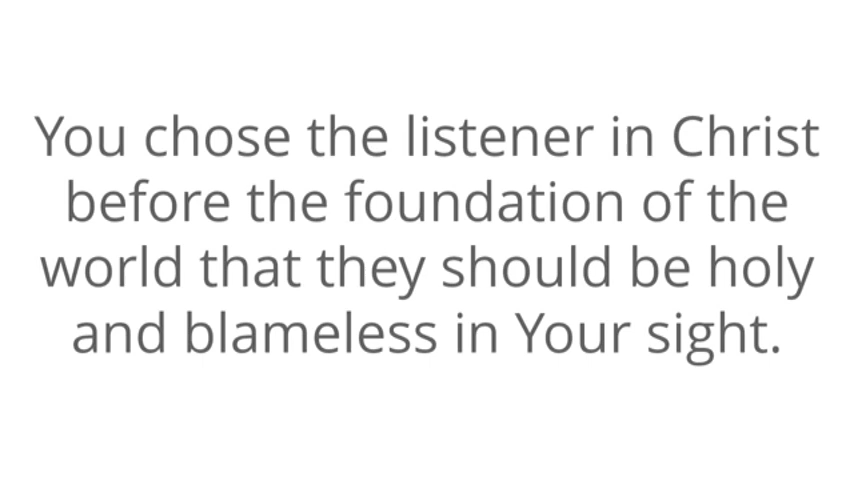 You chose the listener in Christ
before the foundation of the
world that they should be holy
and blameless in Your sight.